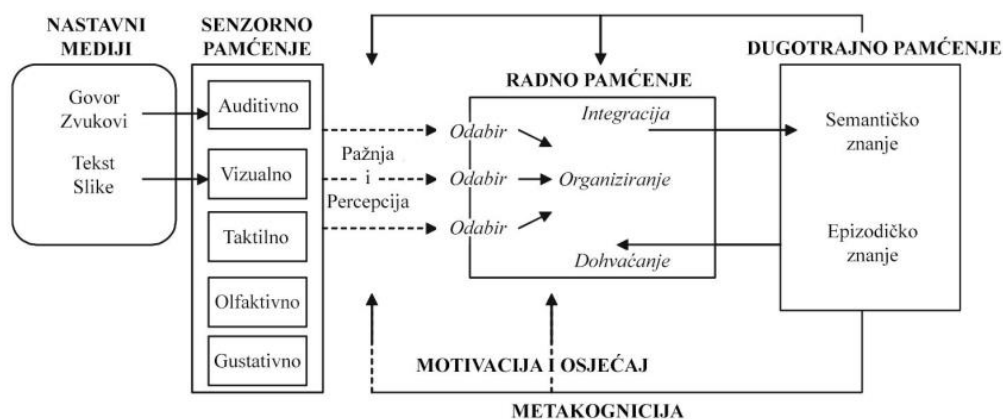 NASTAVNI
MEDIJI
Govor
Zvukovi
Tekst
Slike
SENZORNO
PAMĆENJE
Auditivno
Vizualno
Taktilno
Olfaktivno
Gustativno
Pažnja
i
Percepcija
RADNO PAMĆENJE
Odabir
Odabir
Odabir
Integracija
Organiziranje
Dohvaćanje
DUGOTRAJNO PAMĆENJE
Semantičko
znanje
Epizodičko
znanje
MOTIVACIJA I OSJEĆAJ
METAKOGNICIJA